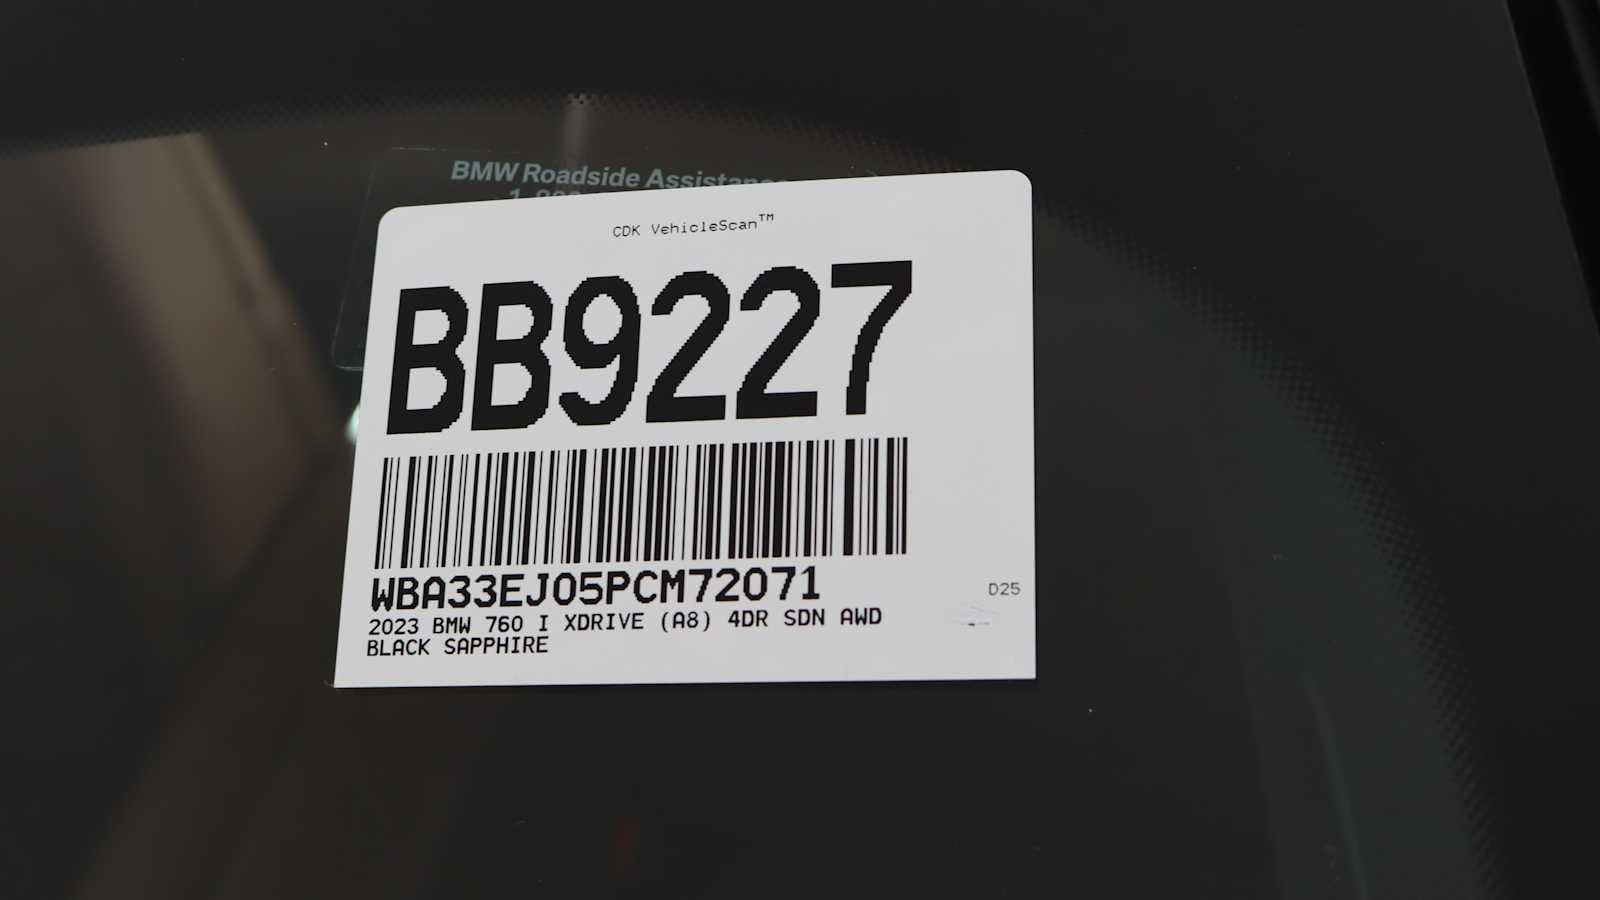 BMW Roadside Assistance
CDK VehicleScan™
BB9227
WBA33EJ05PCM72071
D25
2023 BMW 760 I XDRIVE (A8) 4DR SDN AWD
BLACK SAPPHIRE